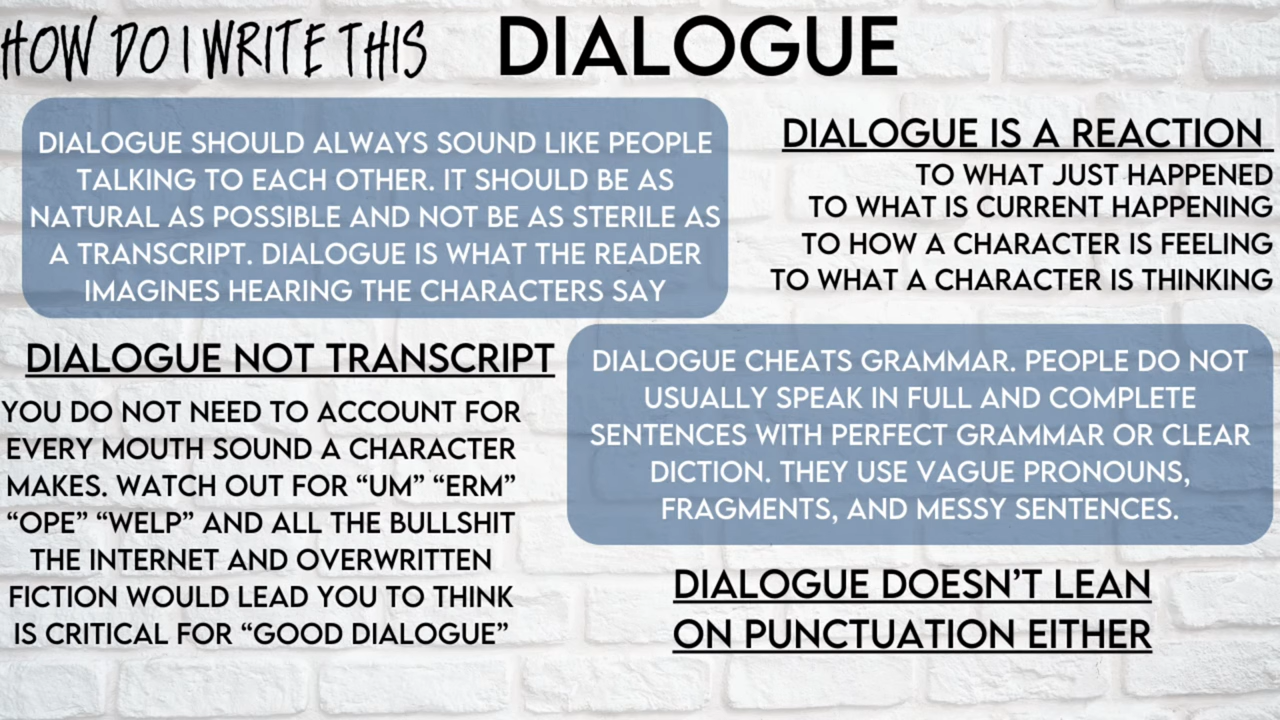 HOW DO I WRITE THIS DIALOGUE
DIALOGUE SHOULD ALWAYS SOUND LIKE PEOPLE
TALKING TO EACH OTHER. IT SHOULD BE AS
NATURAL AS POSSIBLE AND NOT BE AS STERILE AS
A TRANSCRIPT. DIALOGUE IS WHAT THE READER
IMAGINES HEARING THE CHARACTERS SAY
DIALOGUE IS A REACTION
TO WHAT JUST HAPPENED
TO WHAT IS CURRENT HAPPENING
TO HOW A CHARACTER IS FEELING
TO WHAT A CHARACTER IS THINKING
DIALOGUE NOT TRANSCRIPT
YOU DO NOT NEED TO ACCOUNT FOR
EVERY MOUTH SOUND A CHARACTER
MAKES. WATCH OUT FOR “UM” “ERM”
“OPE” “WELP” AND ALL THE BULLSHIT
THE INTERNET AND OVERWRITTEN
FICTION WOULD LEAD YOU TO THINK
IS CRITICAL FOR “GOOD DIALOGUE”
DIALOGUE CHEATS GRAMMAR. PEOPLE DO NOT
USUALLY SPEAK IN FULL AND COMPLETE
SENTENCES WITH PERFECT GRAMMAR OR CLEAR
DICTION. THEY USE VAGUE PRONOUNS,
FRAGMENTS, AND MESSY SENTENCES.
DIALOGUE DOESN’T LEAN
ON PUNCTUATION EITHER